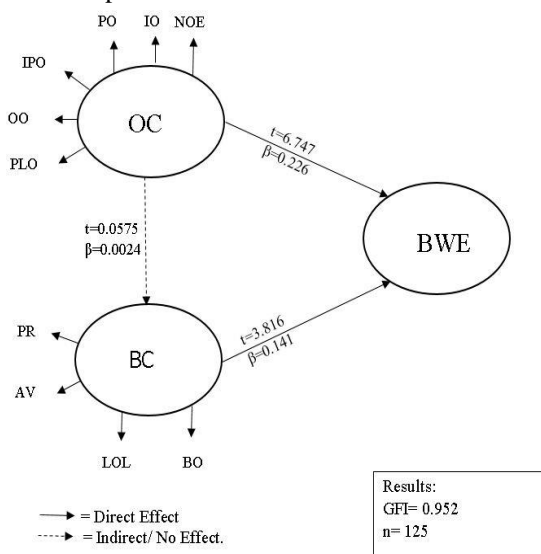 PO IO NOE
IPO
OO
PLO
OC
t=6.747
β=0.226
t=0.0575
β=0.0024
BWE
t=3.816
β=0.141
PR
AV
BC
LOL BO
= Direct Effect
= Indirect/ No Effect.
Results:
GFI= 0.952
n= 125